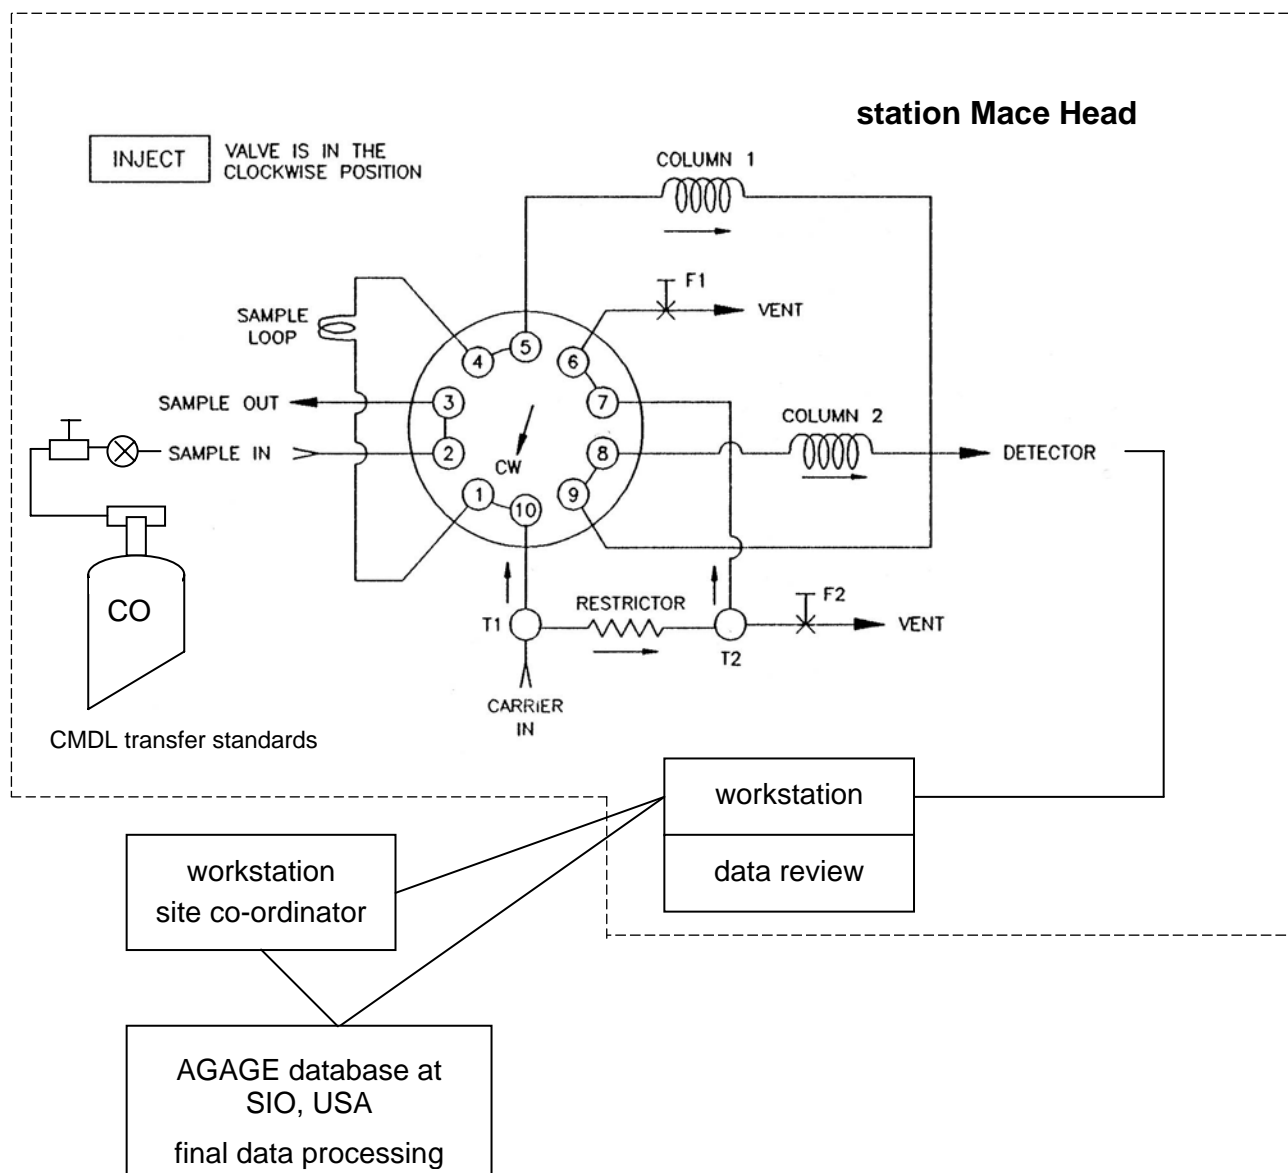 station Mace Head
INJECT
VALVE IS IN THE
CLOCKWISE POSITION
COLUMN 1
F1
VENT
SAMPLE
LOOP
4
5
6
SAMPLE OUT
3
7
COLUMN 2
SAMPLE IN
2
CW
8
DETECTOR
1
10
9
CO
RESTRICTOR
F2
T1
T2
VENT
CARRIER
IN
CMDL transfer standards
workstation
data review
workstation
site co-ordinator
AGAGE database at
SIO, USA
final data processing